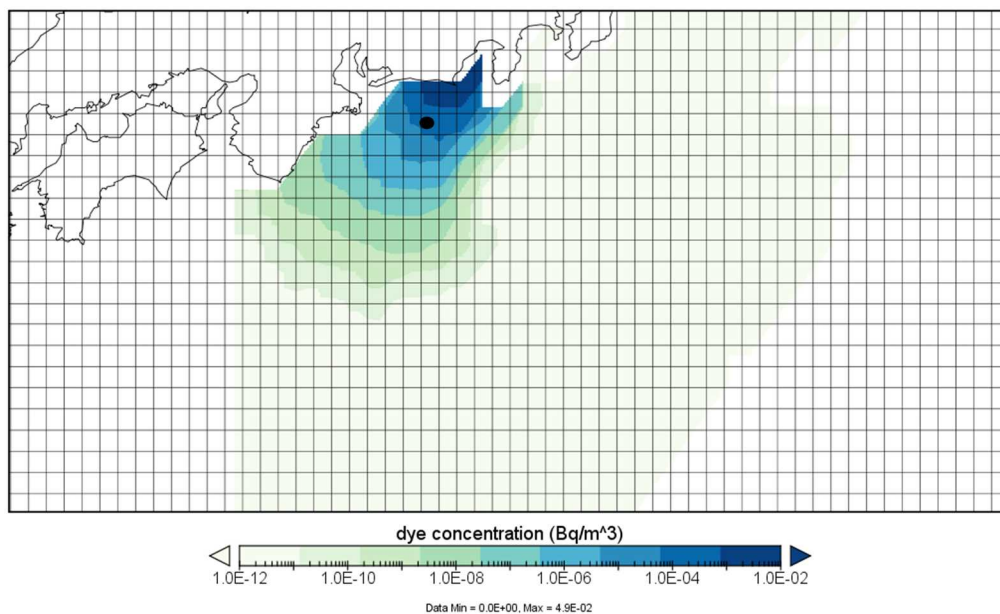 dye concentration (Bq/m^3)
1.0E-12 1.0E-10 1.0E-08 1.0E-06 1.0E-04 1.0E-02
Data Min = 0.0E+00, Max = 4.9E-02